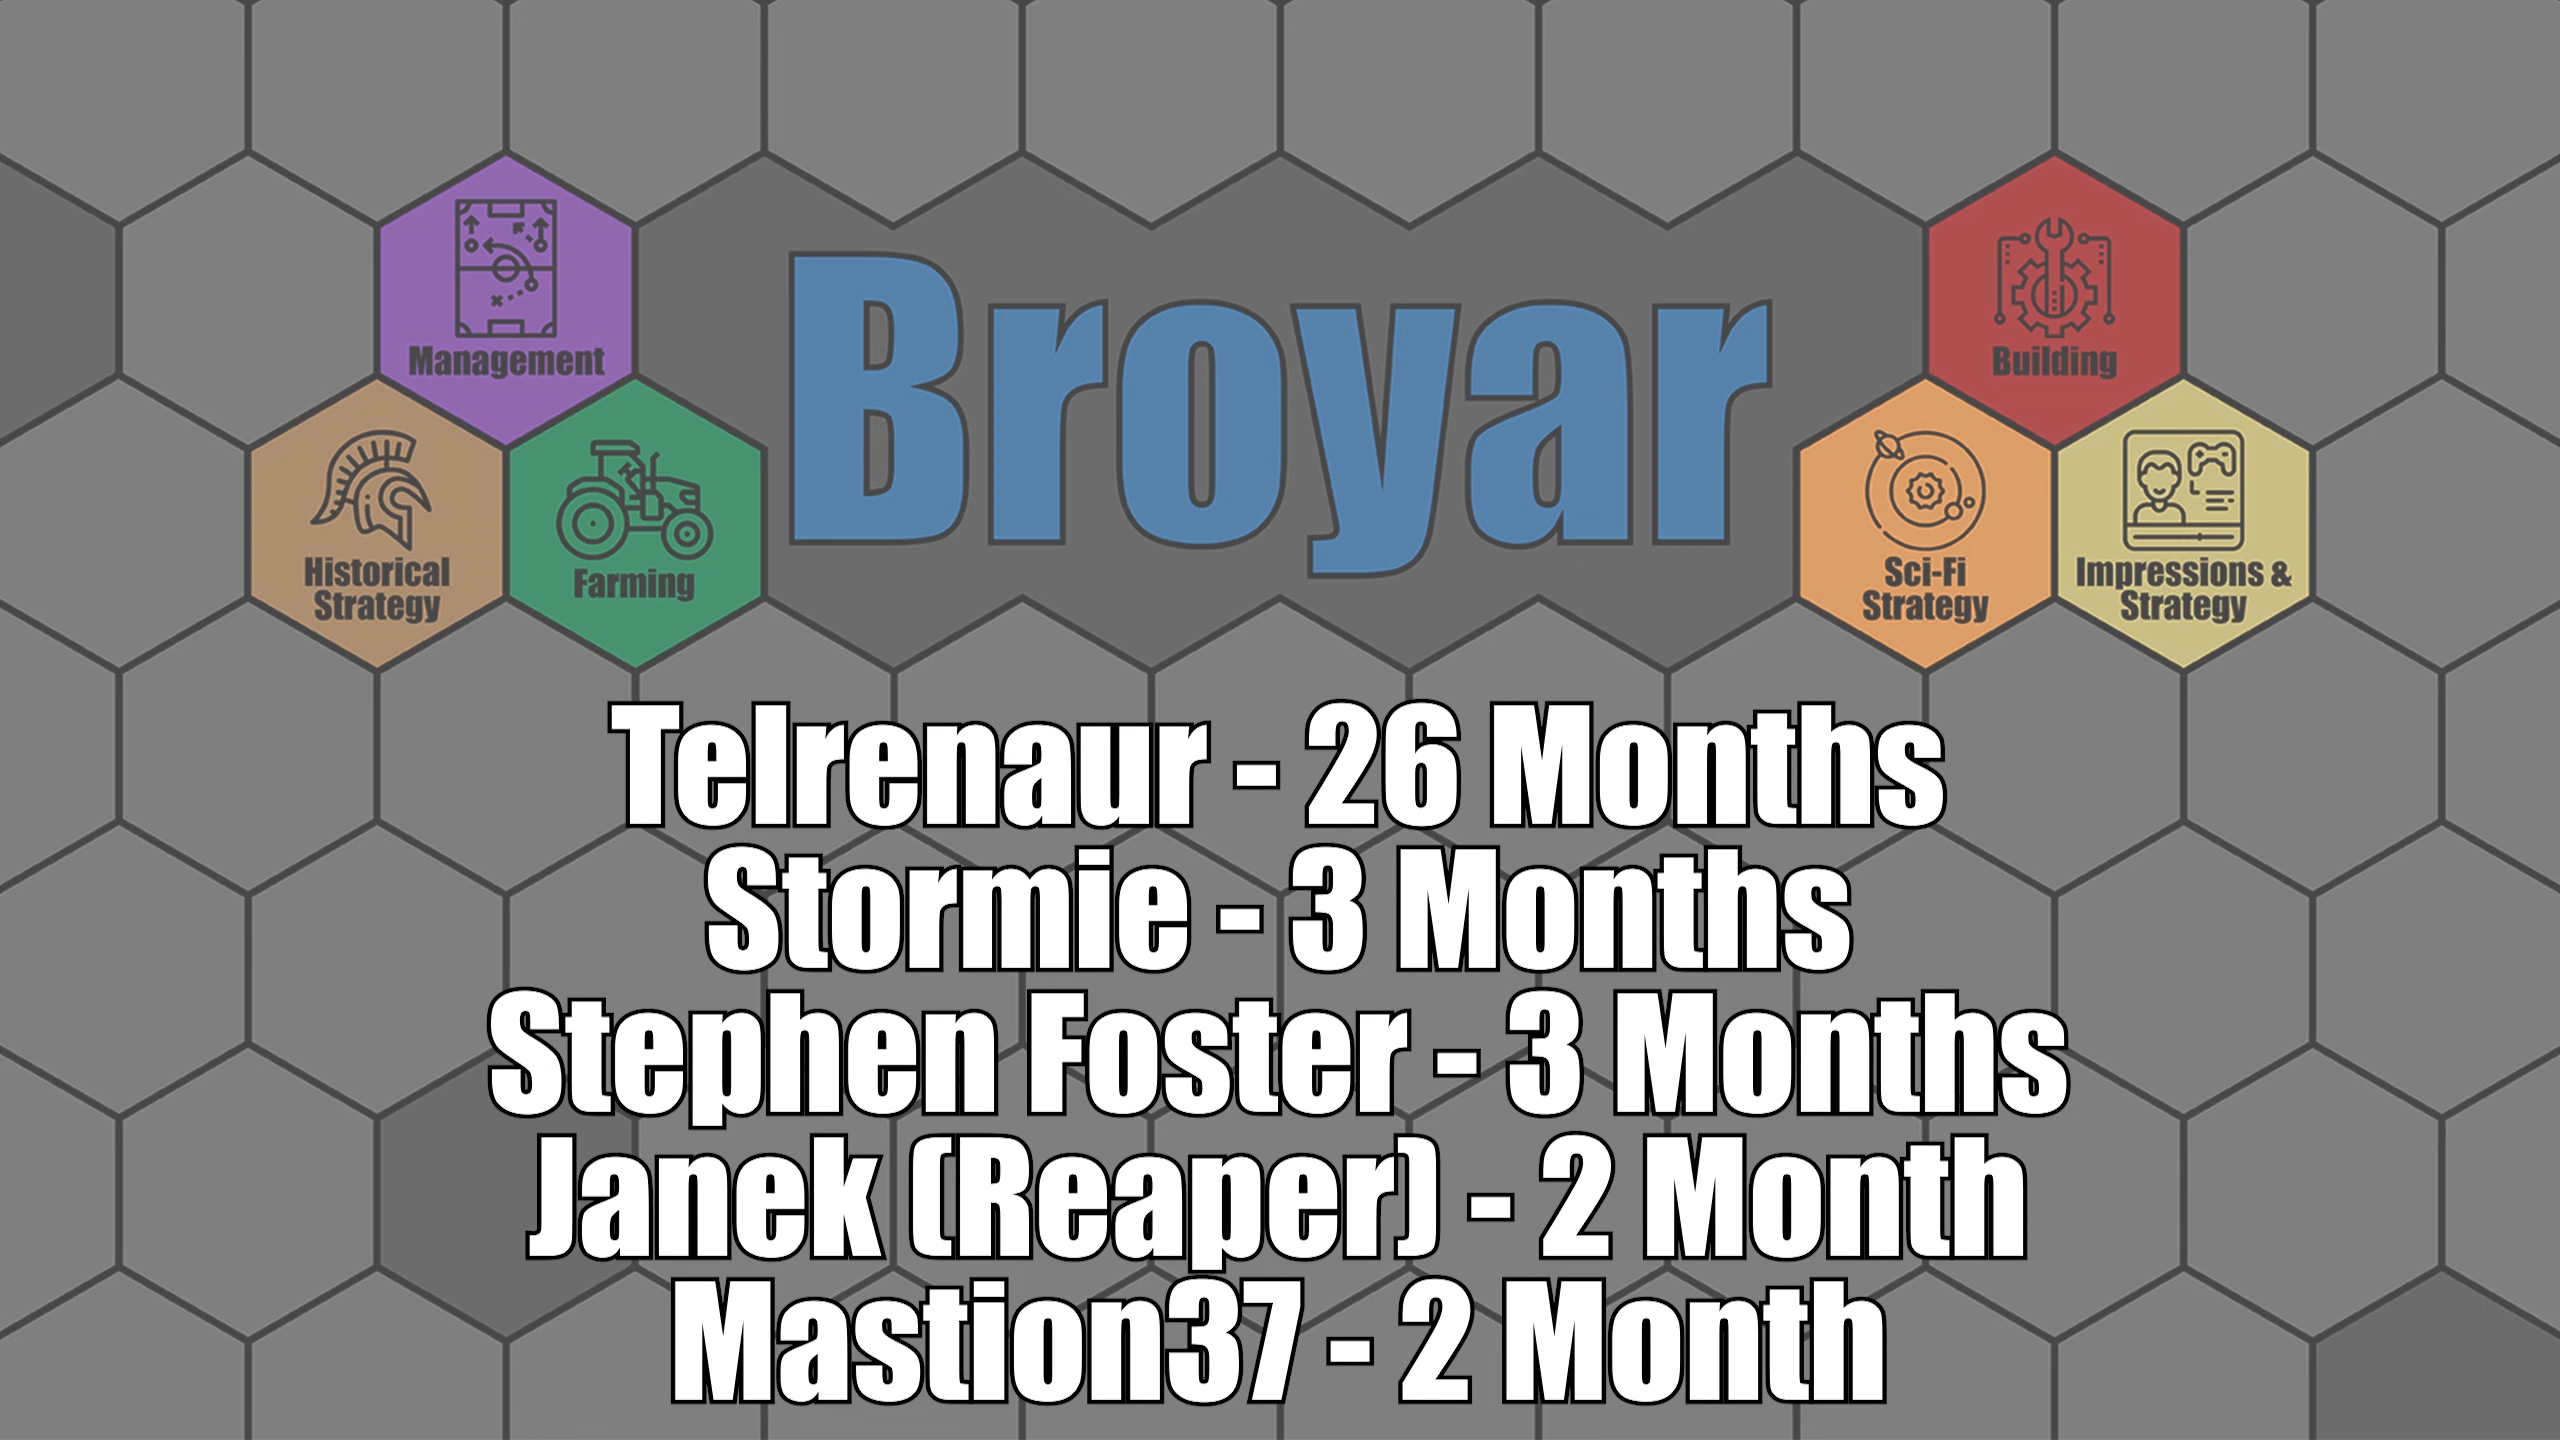 Management
Historical
Strategy
Farming
Broyar
Building
Sci-Fi
Strategy
Impressions &
Strategy
Telrenaur - 26 Months
Stormie - 3 Months
Stephen Foster - 3 Months
Janek (Reaper) - 2 Month
Mastion37 - 2 Month